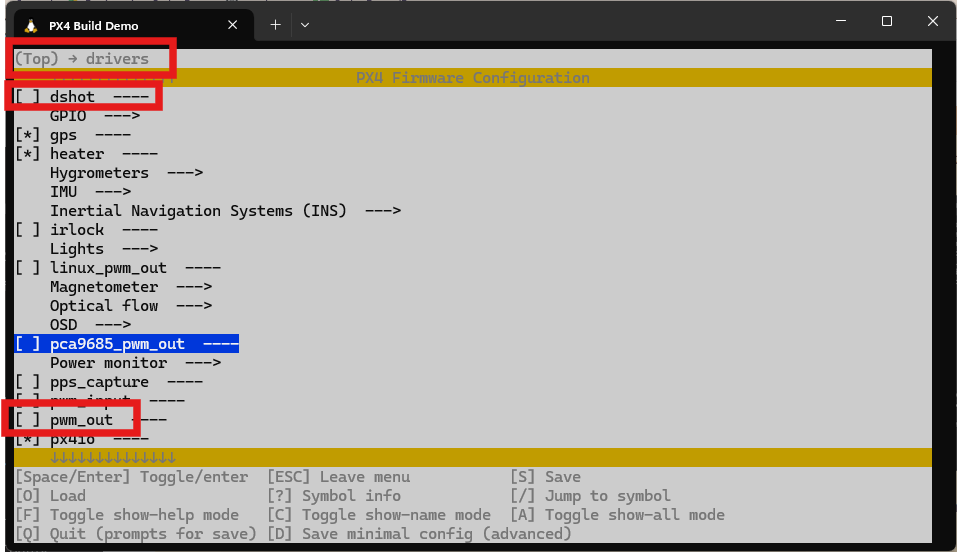 PX4 Build Demo
(Top) → drivers
PX4 Firmware Configuration
[ ] dshot ----
GPIO --->
[*] gps ----
[*] heater ----
Hygrometers --->
IMU --->
Inertial Navigation Systems (INS) --->
[ ] irlock ----
Lights --->
[ ] linux_pwm_out ----
Magnetometer --->
Optical flow --->
OSD --->
[ ] pca9685_pwm_out ----
Power monitor --->
[ ] pps_capture ----
[ ] pwm_input ----
[ ] pwm_out ----
[*] px4io ----
↓↓↓↓↓↓↓↓↓↓↓↓↓↓
[Space/Enter] Toggle/enter [ESC] Leave menu [S] Save
[O] Load [?] Symbol info [/] Jump to symbol
[F] Toggle show-help mode [C] Toggle show-name mode [A] Toggle show-all mode
[Q] Quit (prompts for save) [D] Save minimal config (advanced)